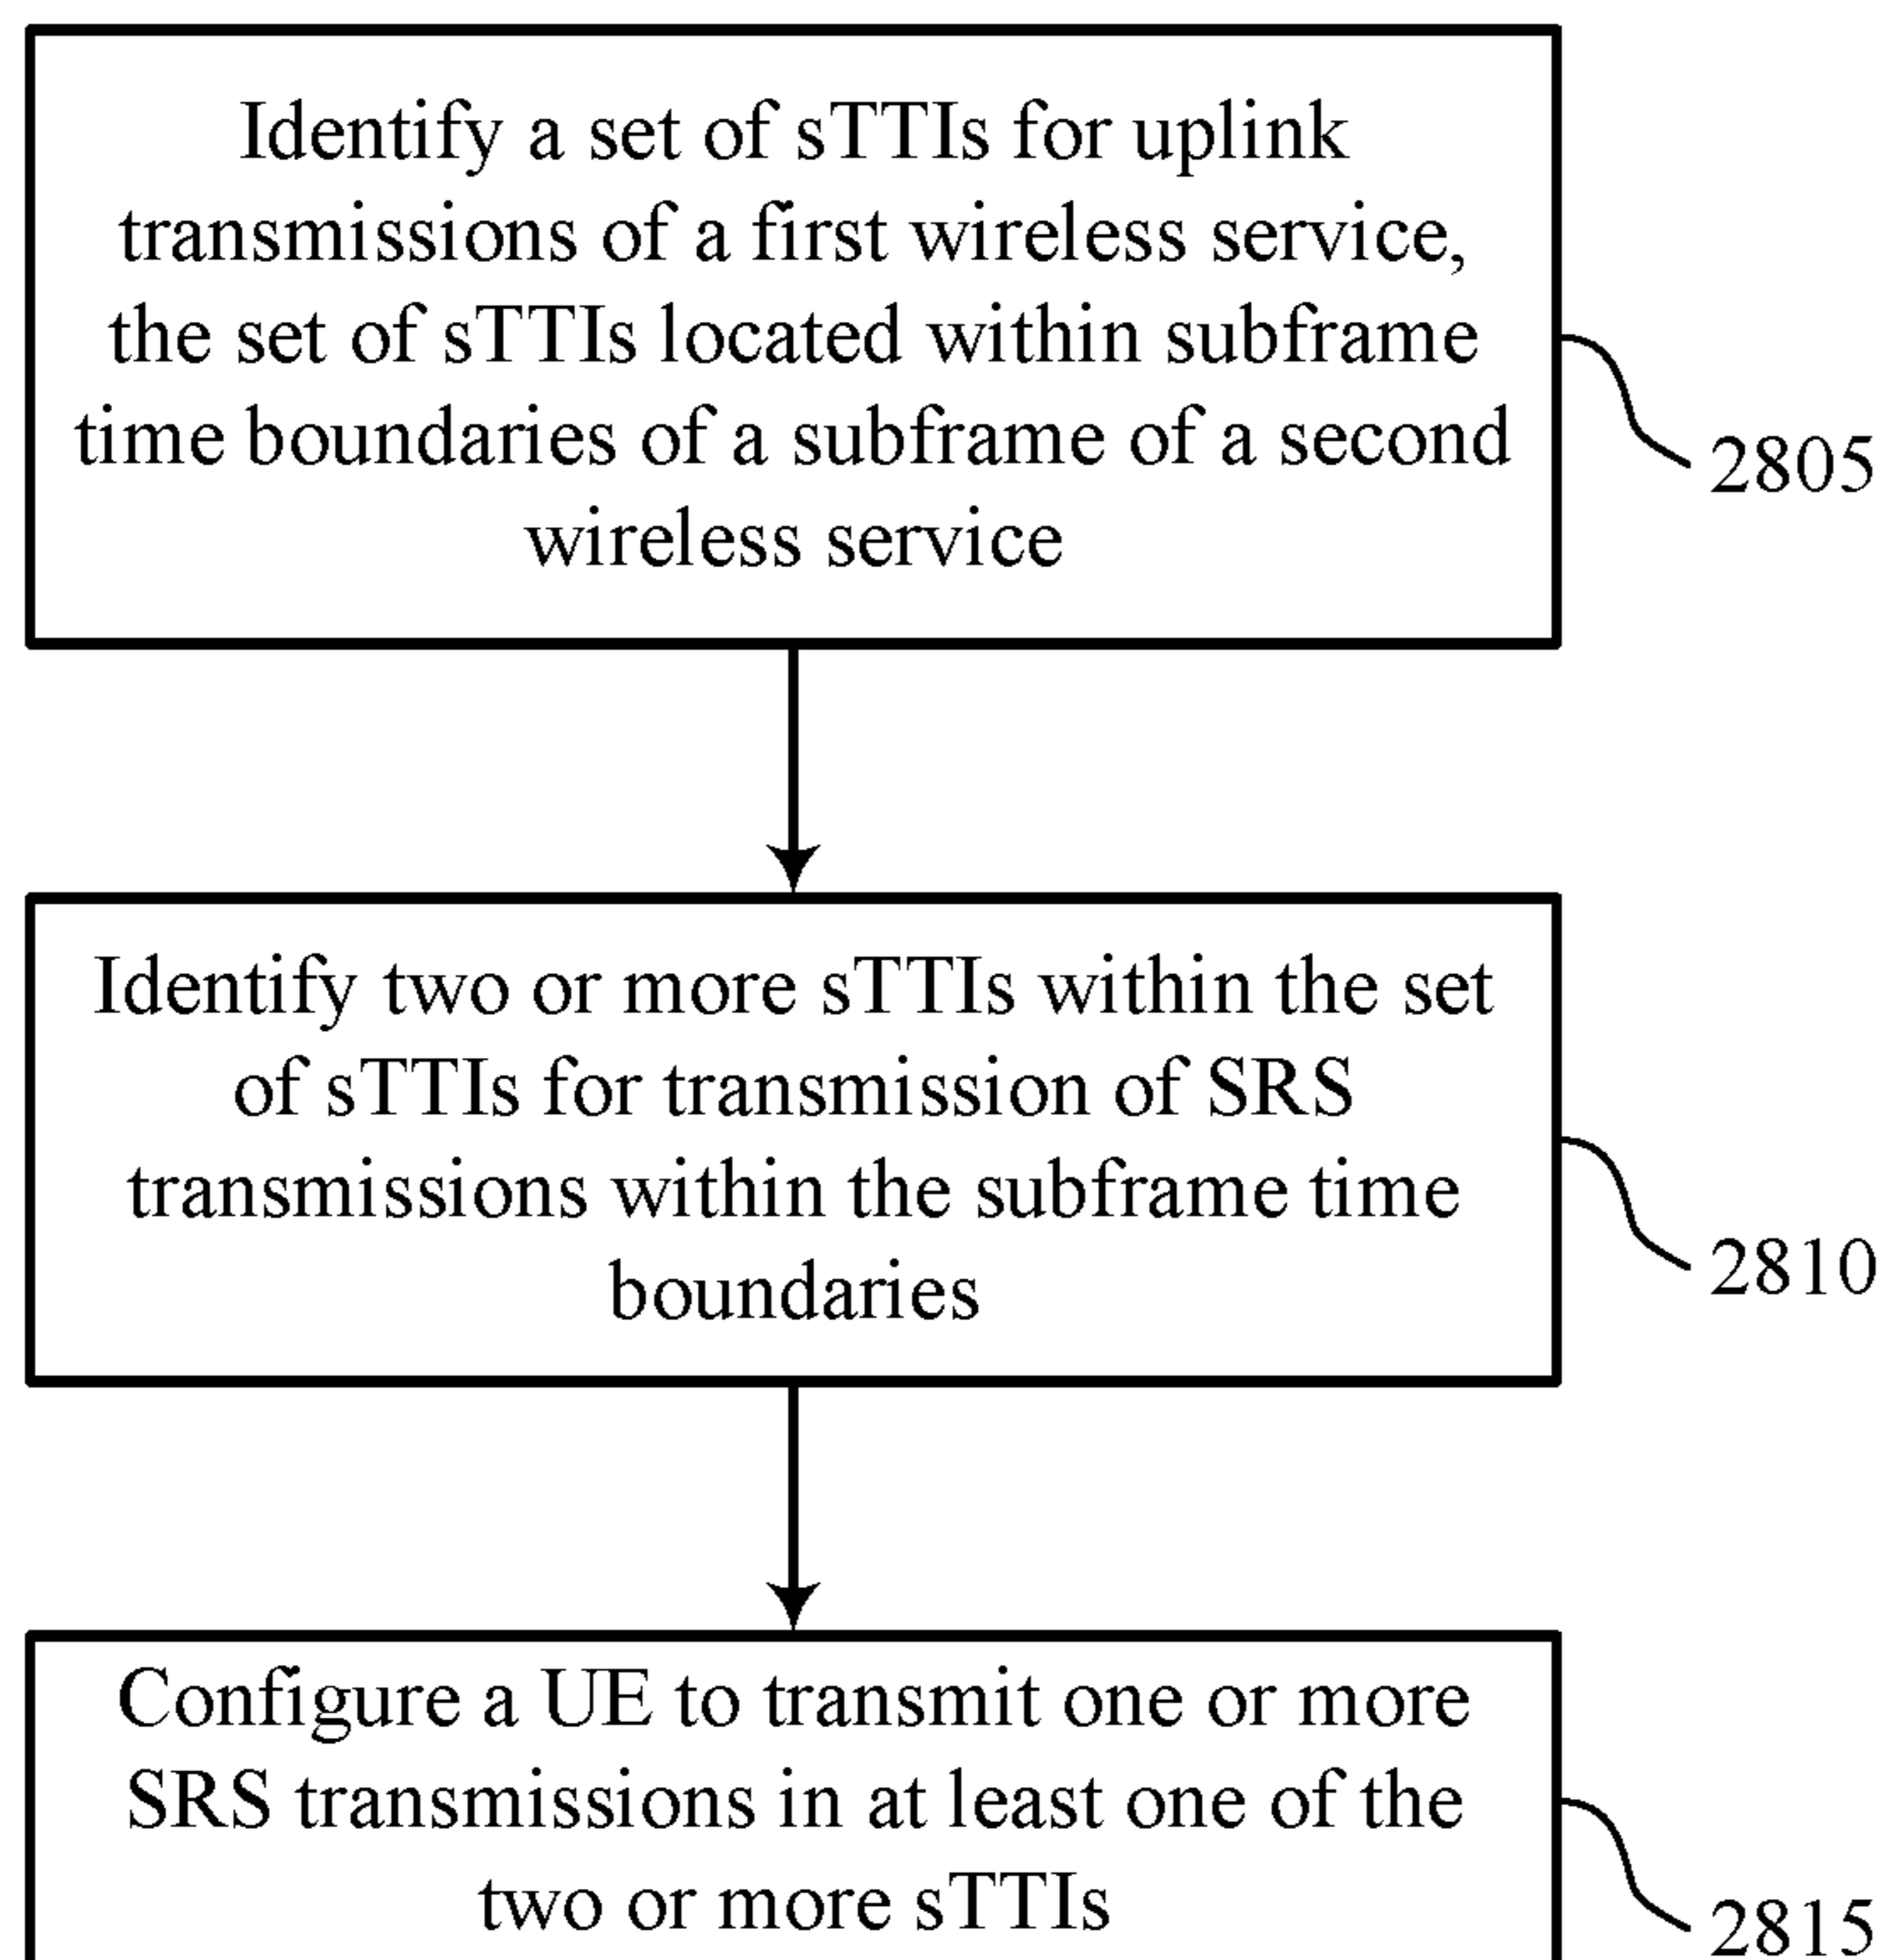 Identify a set of sTTIs for uplink
transmissions of a first wireless service,
the set of sTTIs located within subframe
time boundaries of a subframe of a second
wireless service
2805
Identify two or more sTTIs within the set
of sTTIs for transmission of SRS
transmissions within the subframe time
boundaries
2810
Configure a UE to transmit one or more
SRS transmissions in at least one of the
two or more sTTIs
2815